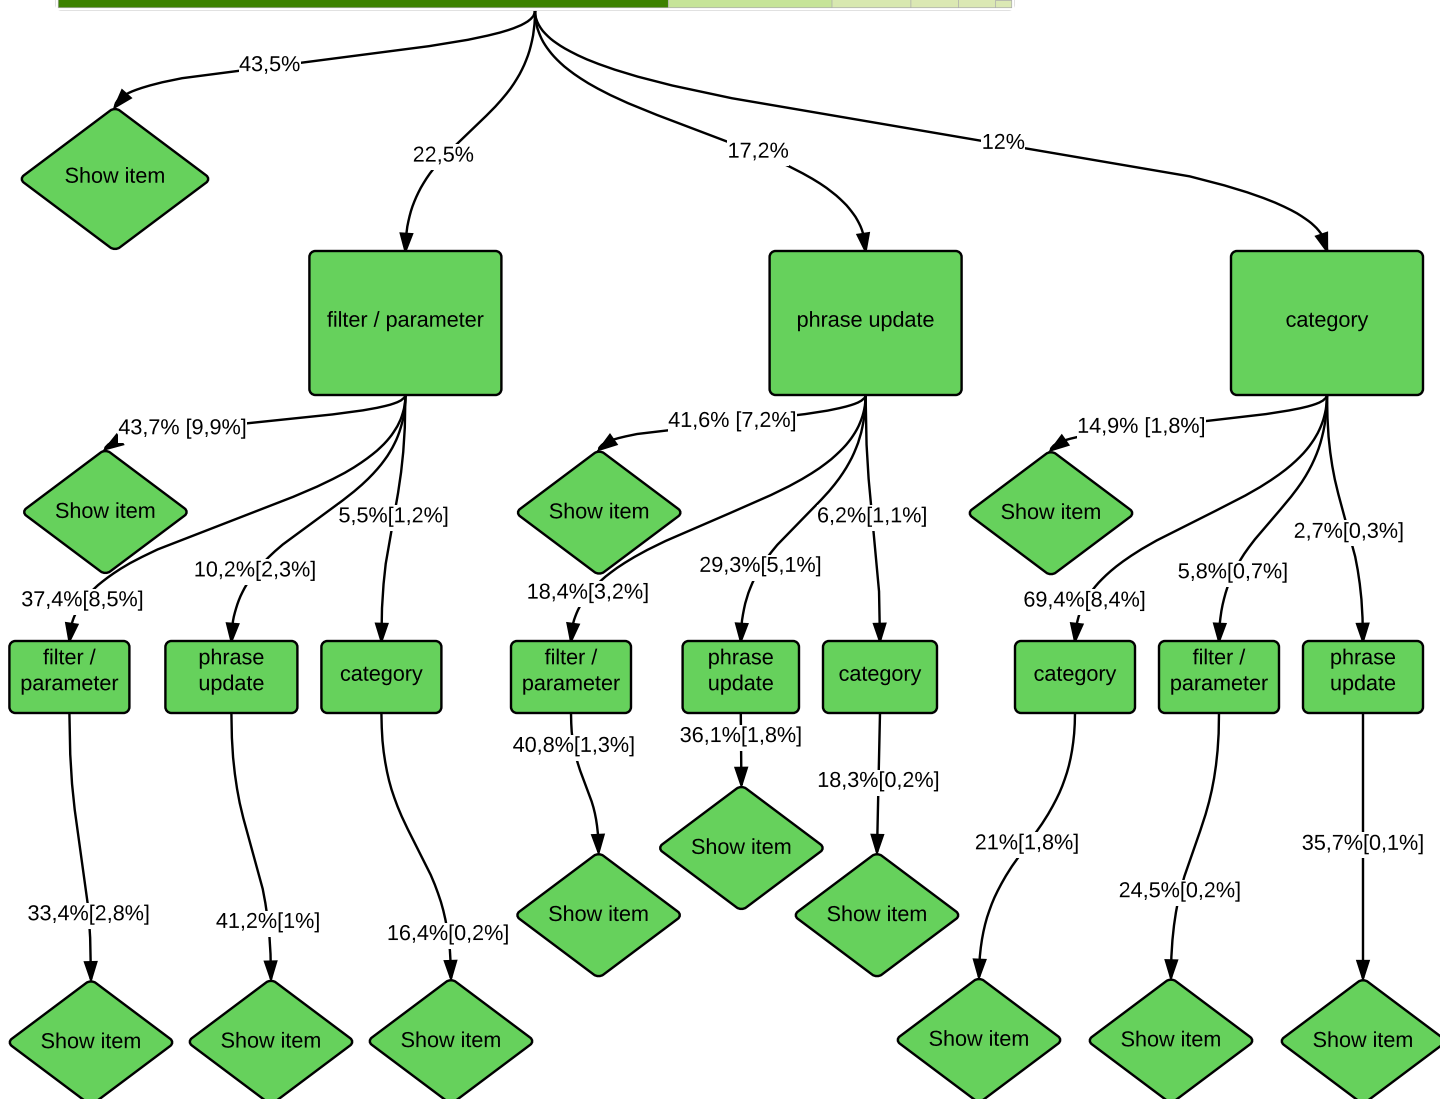 43,5%
22,5%
17,2%
12%
Show item
filter / parameter
phrase update
category
43,7% [9,9%]
41,6% [7,2%]
14,9% [1,8%]
Show item
5,5%[1,2%]
Show item
6,2%[1,1%]
Show item
2,7%[0,3%]
10,2%[2,3%]
29,3%[5,1%]
5,8%[0,7%]
37,4%[8,5%]
18,4%[3,2%]
69,4%[8,4%]
filter /
parameter
phrase
update
category
filter /
parameter
phrase
update
category
category
filter /
parameter
phrase
update
40,8%[1,3%]
36,1%[1,8%]
18,3%[0,2%]
21%[1,8%]
35,7%[0,1%]
Show item
24,5%[0,2%]
33,4%[2,8%]
41,2%[1%]
16,4%[0,2%]
Show item
Show item
Show item
Show item
Show item
Show item
Show item
Show item